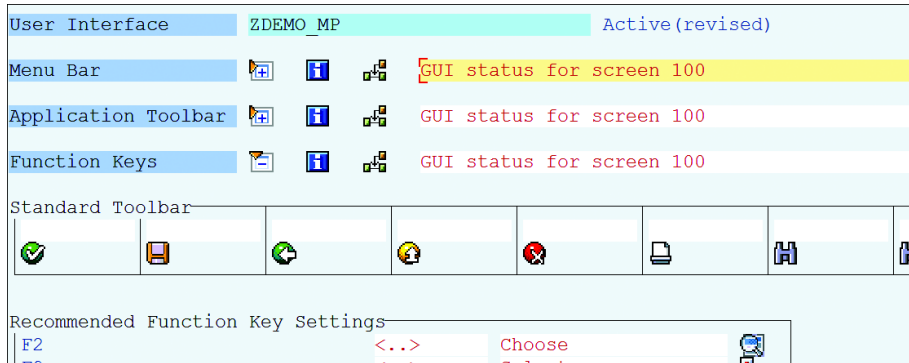 User Interface ZDEMO_MP Active(revised)
Menu Bar GUI status for screen 100
Application Toolbar GUI status for screen 100
Function Keys GUI status for screen 100
Standard Toolbar
Recommended Function Key Settings
F2 <..> Choose